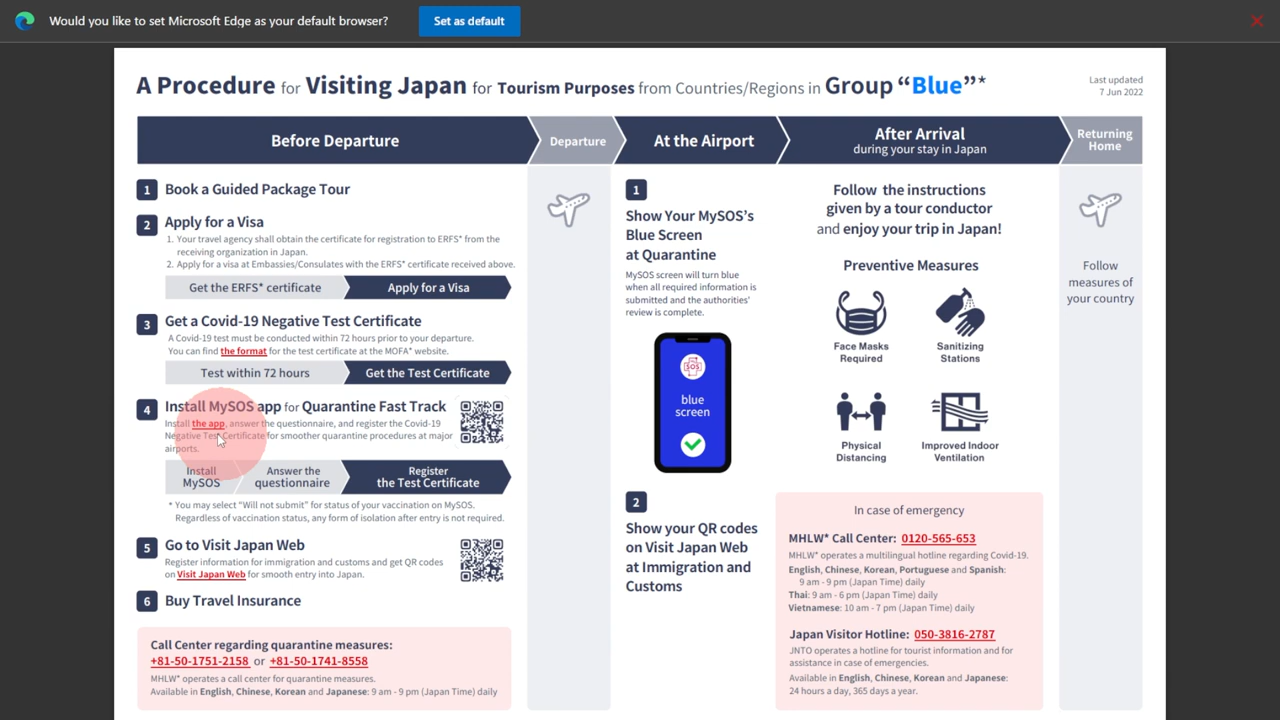 Would you like to set Microsoft Edge as your default browser?
Set as default
A Procedure for Visiting Japan for Tourism Purposes from Countries/Regions in Group “Blue”*
Last updated
7 Jun 2022
Before Departure
Departure
At the Airport
After Arrival
during your stay in Japan
Returning
Home
1 Book a Guided Package Tour
2 Apply for a Visa
1. Your travel agency shall obtain the certificate for registration to ERFS* from the
receiving organization in Japan.
2. Apply for a visa at Embassies/Consulates with the ERFS* certificate received above.
Get the ERFS* certificate
Apply for a Visa
3 Get a Covid-19 Negative Test Certificate
A Covid-19 test must be conducted within 72 hours prior to your departure.
You can find the format for the test certificate at the MOFA* website.
Test within 72 hours
Get the Test Certificate
4 Install MySOS app for Quarantine Fast Track
Install the app, answer the questionnaire, and register the Covid-19
Negative Test Certificate for smoother quarantine procedures at major
airports.
Install
MySOS
Answer the
questionnaire
Register
the Test Certificate
* You may select “Will not submit” for status of your vaccination on MySOS.
Regardless of vaccination status, any form of isolation after entry is not required.
5 Go to Visit Japan Web
Register information for immigration and customs and get QR codes
on Visit Japan Web for smooth entry into Japan.
6 Buy Travel Insurance
Call Center regarding quarantine measures:
+81-50-1751-2158 or +81-50-1741-8558
MHLW* operates a call center for quarantine measures.
Available in English, Chinese, Korean and Japanese: 9 am - 9 pm (Japan Time) daily
1
Show Your MySOS’s
Blue Screen
at Quarantine
MySOS screen will turn blue
when all required information is
submitted and the authorities’
review is complete.
SOS
blue
screen
2
Show your QR codes
on Visit Japan Web
at Immigration and
Customs
Follow the instructions
given by a tour conductor
and enjoy your trip in Japan!
Preventive Measures
Face Masks
Required
Sanitizing
Stations
Physical
Distancing
Improved Indoor
Ventilation
In case of emergency
MHLW* Call Center: 0120-565-653
MHLW* operates a multilingual hotline regarding Covid-19.
English, Chinese, Korean, Portuguese and Spanish:
9 am - 9 pm (Japan Time) daily
Thai: 9 am - 6 pm (Japan Time) daily
Vietnamese: 10 am - 7 pm (Japan Time) daily
Japan Visitor Hotline: 050-3816-2787
JNTO operates a hotline for tourist information and for
assistance in case of emergencies.
Available in English, Chinese, Korean and Japanese:
24 hours a day, 365 days a year.
Follow
measures of
your country